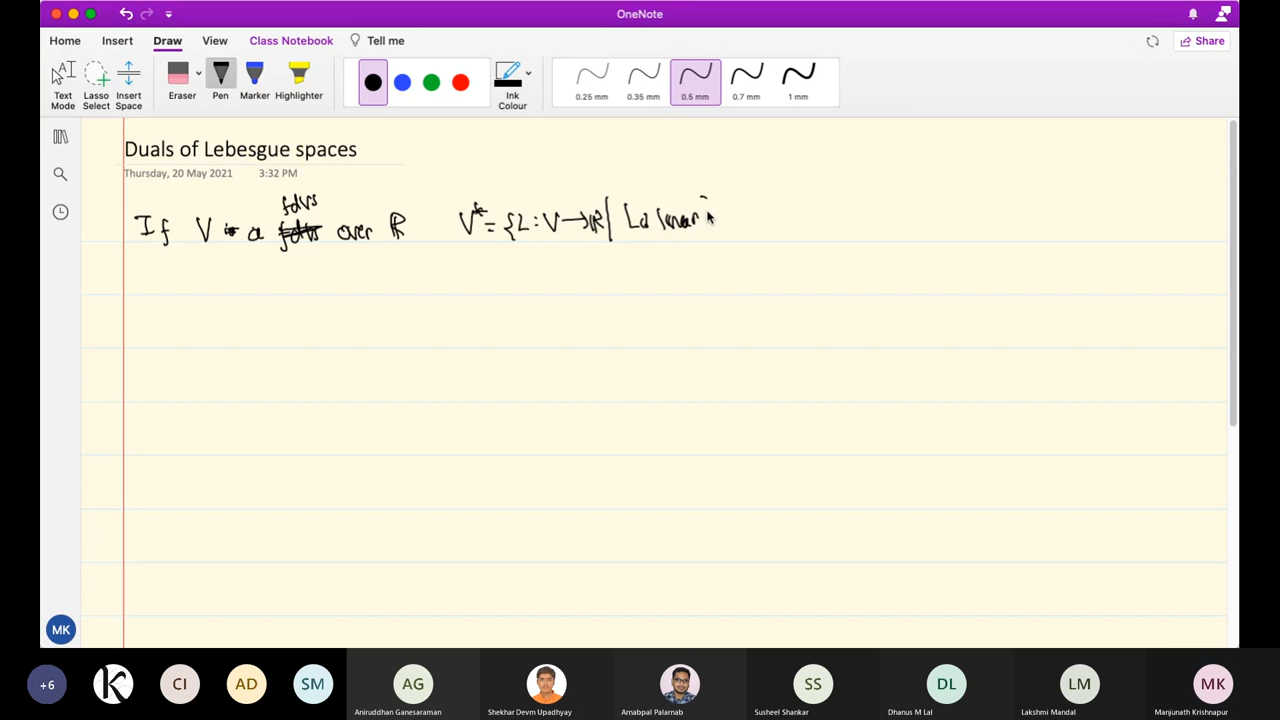 OneNote
Home Insert Draw View Class Notebook Tell me Share
Text Mode Lasso Select Insert Space Eraser Pen Marker Highlighter Ink Colour 0.25 mm 0.35 mm 0.5 mm 0.7 mm 1 mm
Duals of Lebesgue spaces
Thursday, 20 May 2021 3:32 PM
fdvs
If V is a fdvs over ℝ V* = {L : V → ℝ | L is linear
MK
+6 CI AD SM AG SS DL LM MK
Aniruddhan Ganesaraman Shekhar Devm Upadhyay Arnabpal Palarnab Susheel Shankar Dhanus M Lal Lakshmi Mandal Manjunath Krishnapur